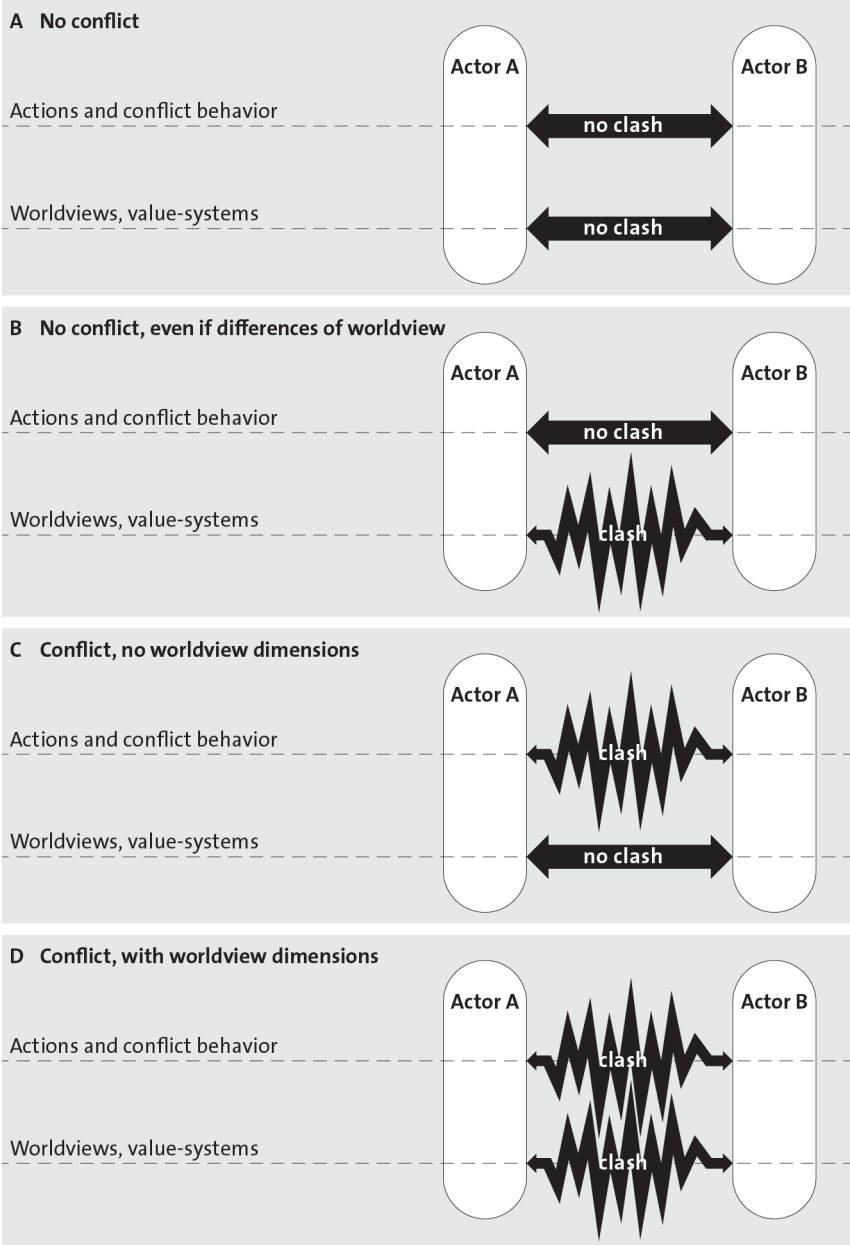 A No conflict
Actor A
Actor B
Actions and conflict behavior
no clash
Worldviews, value-systems
no clash
B No conflict, even if differences of worldview
Actor A
Actor B
Actions and conflict behavior
no clash
Worldviews, value-systems
clash
C Conflict, no worldview dimensions
Actor A
Actor B
Actions and conflict behavior
clash
Worldviews, value-systems
no clash
D Conflict, with worldview dimensions
Actor A
Actor B
Actions and conflict behavior
clash
Worldviews, value-systems
clash